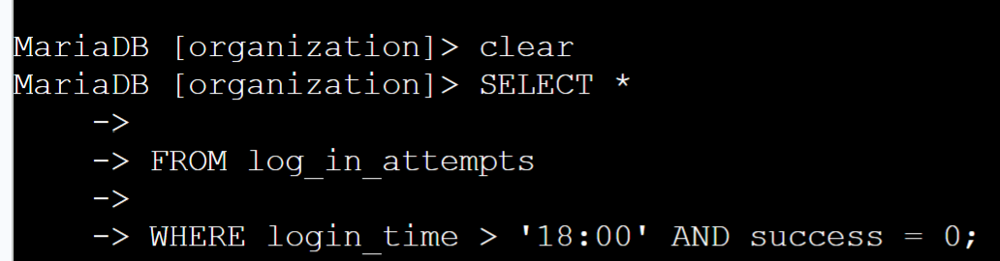 MariaDB [organization]> clear
MariaDB [organization]> SELECT *
->
-> FROM log_in_attempts
->
-> WHERE login_time > '18:00' AND success = 0;